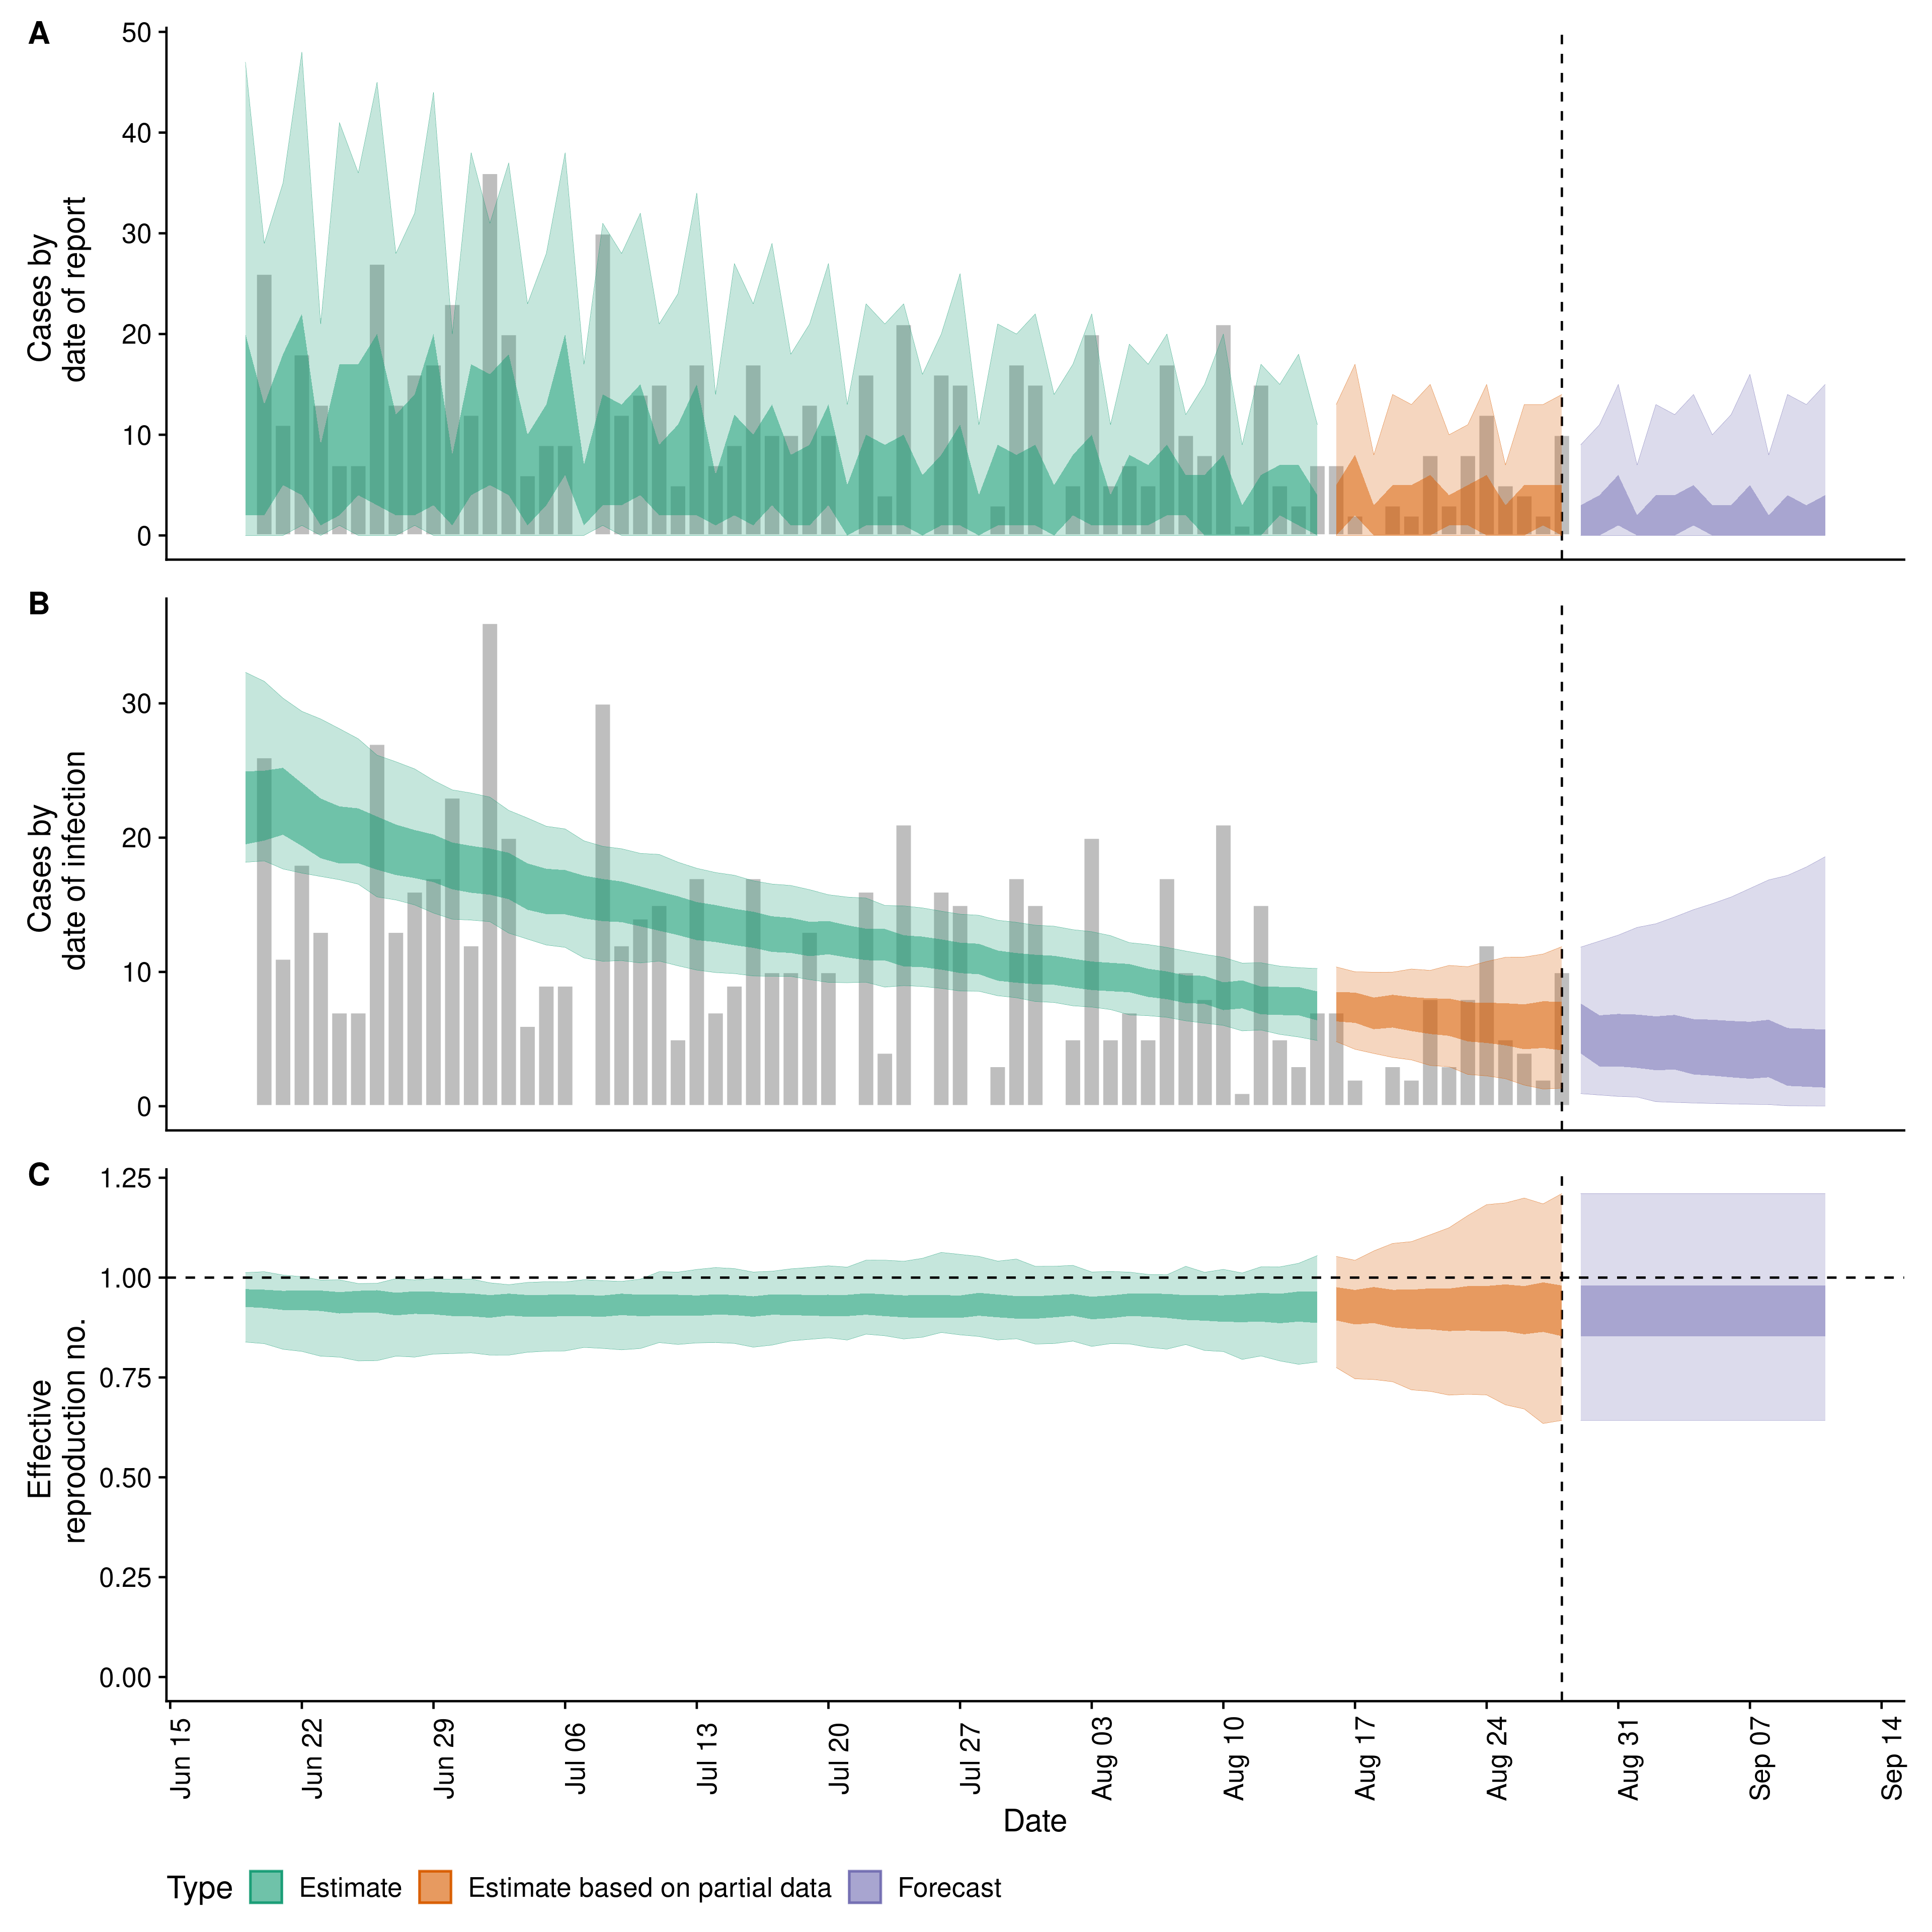 A
50
40
30
20
10
0
Cases by
date of report
B
30
20
10
0
Cases by
date of infection
C
1.25
1.00
0.75
0.50
0.25
0.00
Effective
reproduction no.
Jun 15
Jun 22
Jun 29
Jul 06
Jul 13
Jul 20
Jul 27
Aug 03
Aug 10
Aug 17
Aug 24
Aug 31
Sep 07
Sep 14
Date
Type Estimate Estimate based on partial data Forecast